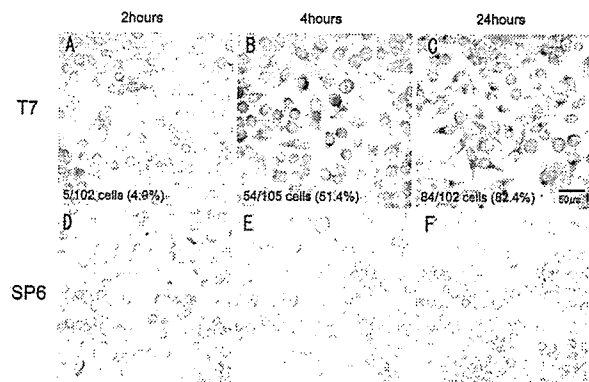 2hours 4hours 24hours
A B C
T7
5/102 cells (4.9%) 54/105 cells (51.4%) 84/102 cells (82.4%) 50μm
D E F
SP6